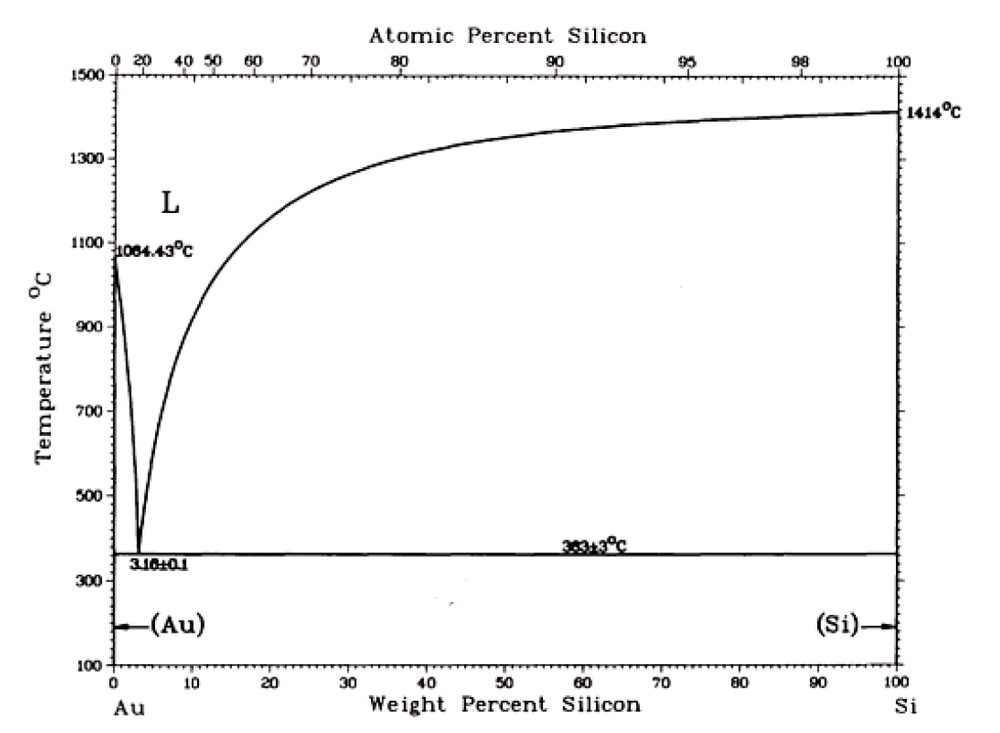 Atomic Percent Silicon
0 20 40 50 60 70 80 90 95 98 100
1500
1414°C
1300
L
1100
1064.43°C
900
Temperature °C
700
500
363±3°C
3.16±0.1
300
(Au) (Si)
100
0 10 20 30 40 50 60 70 80 90 100
Au Weight Percent Silicon Si